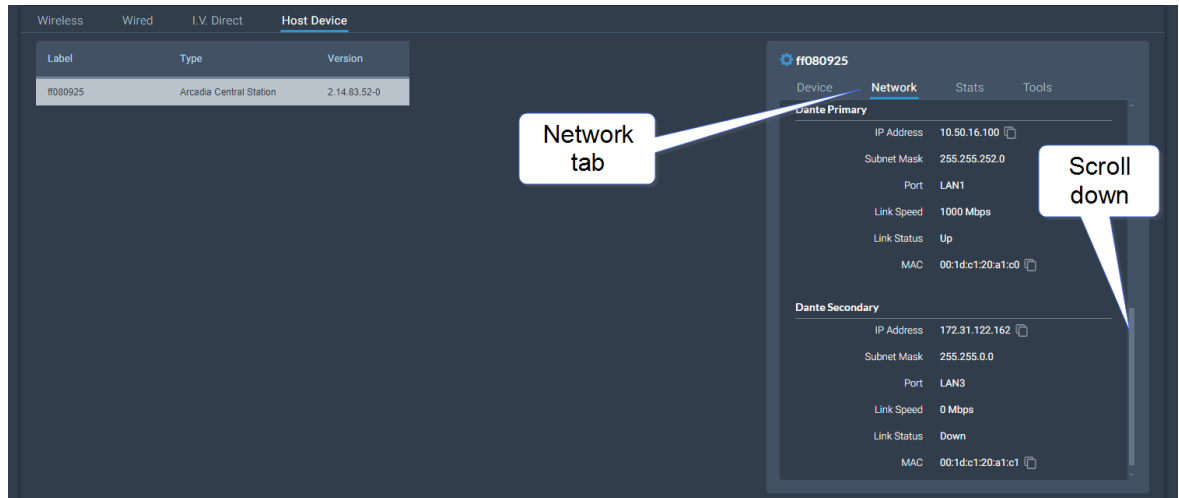 Wireless Wired I.V. Direct Host Device
Label Type Version
ff080925 Arcadia Central Station 2.14.83.52-0
ff080925
Device Network Stats Tools
Network
tab
Scroll
down
Dante Primary
IP Address 10.50.16.100
Subnet Mask 255.255.252.0
Port LAN1
Link Speed 1000 Mbps
Link Status Up
MAC 00:1d:c1:20:a1:c0
Dante Secondary
IP Address 172.31.122.162
Subnet Mask 255.255.0.0
Port LAN3
Link Speed 0 Mbps
Link Status Down
MAC 00:1d:c1:20:a1:c1